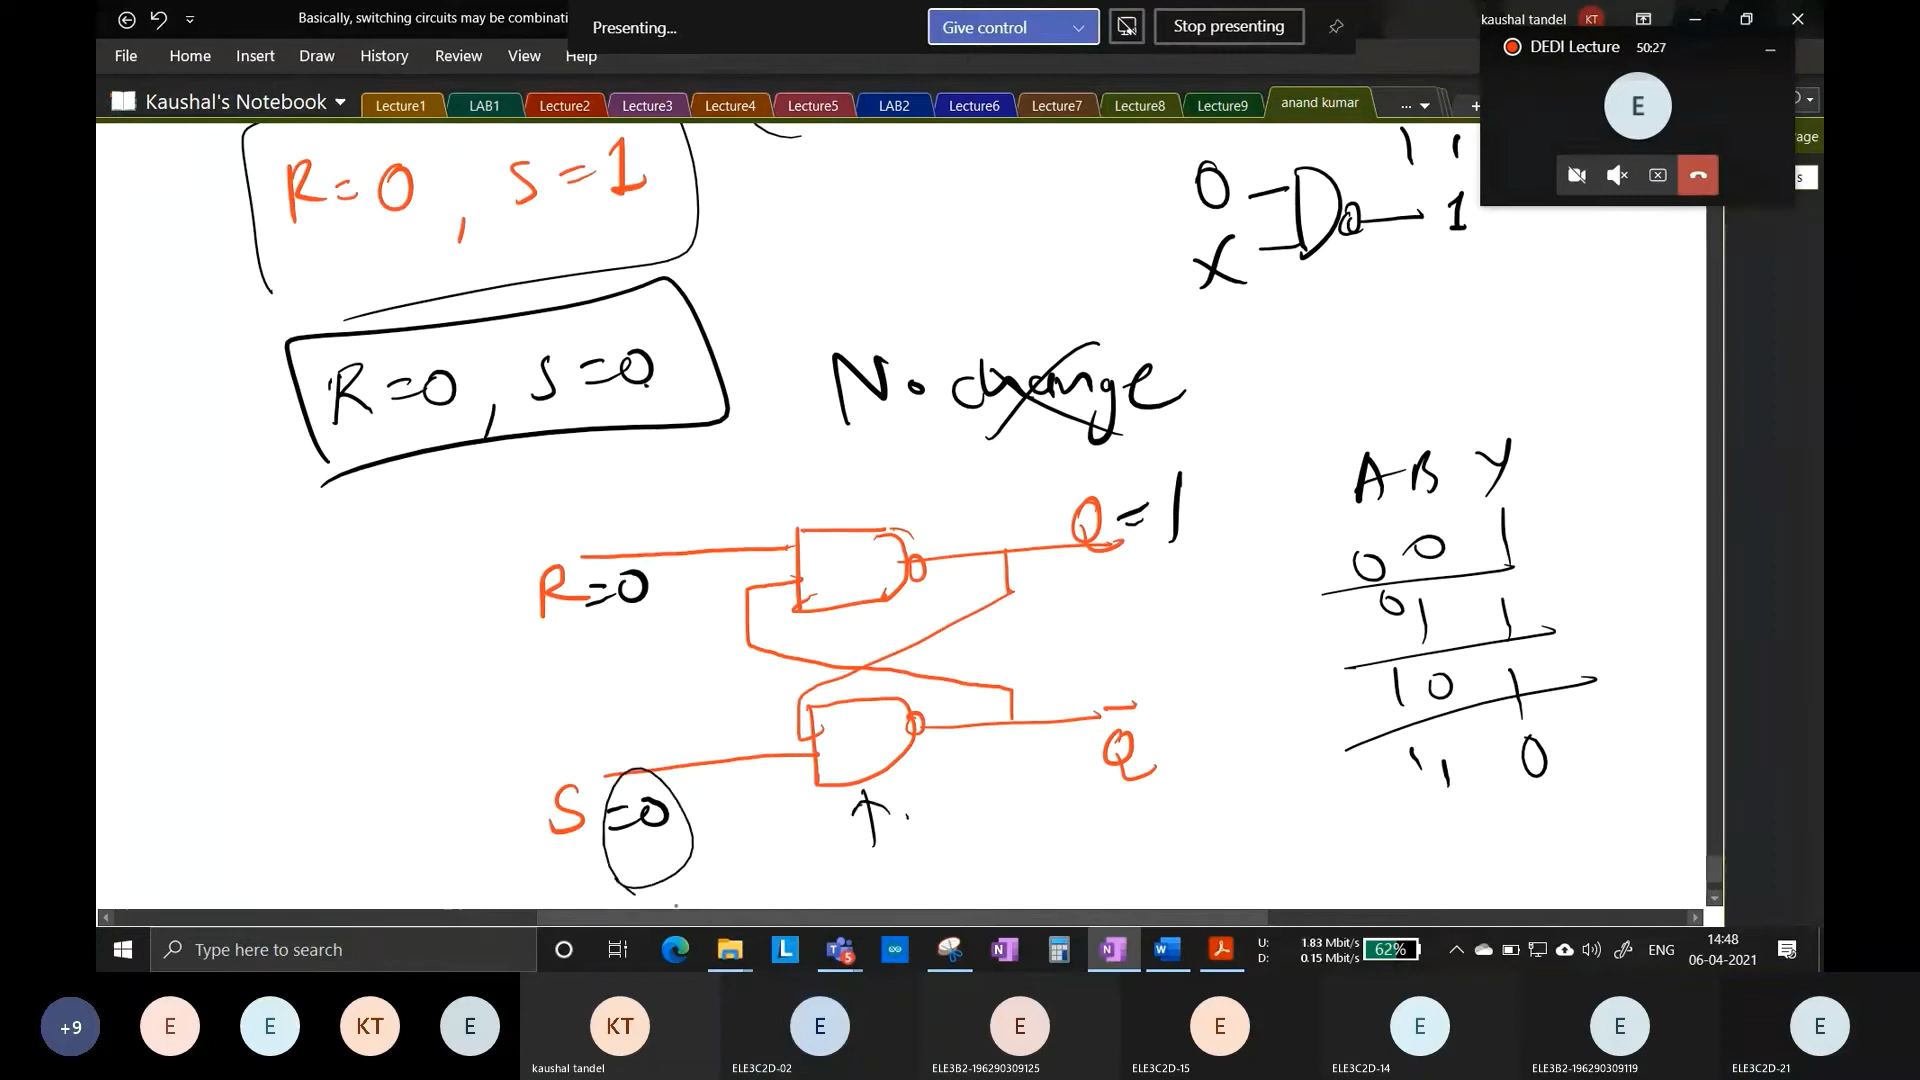 Basically, switching circuits may be combinati
Presenting...
Give control
Stop presenting
kaushal tandel
KT
DEDI Lecture 50:27
File Home Insert Draw History Review View Help
E
Kaushal's Notebook
Lecture1 LAB1 Lecture2 Lecture3 Lecture4 Lecture5 LAB2 Lecture6 Lecture7 Lecture8 Lecture9 anand kumar ...
age
s
R=0, S=1
0
1
X
R=0, S=0
No change
A B Y
0 0 1
0 1 1
1 0 1
1 1 0
Q=1
R=0
Q̅
S=0
Type here to search
U: 1.83 Mbit/s
D: 0.15 Mbit/s
62%
ENG
14:48
06-04-2021
+9 E E KT E KT E E E E E E
kaushal tandel ELE3C2D-02 ELE3B2-196290309125 ELE3C2D-15 ELE3C2D-14 ELE3B2-196290309119 ELE3C2D-21